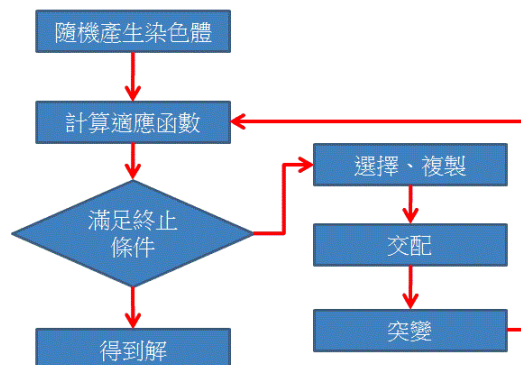 隨機產生染色體
計算適應函數
滿足終止
條件
得到解
選擇、複製
交配
突變